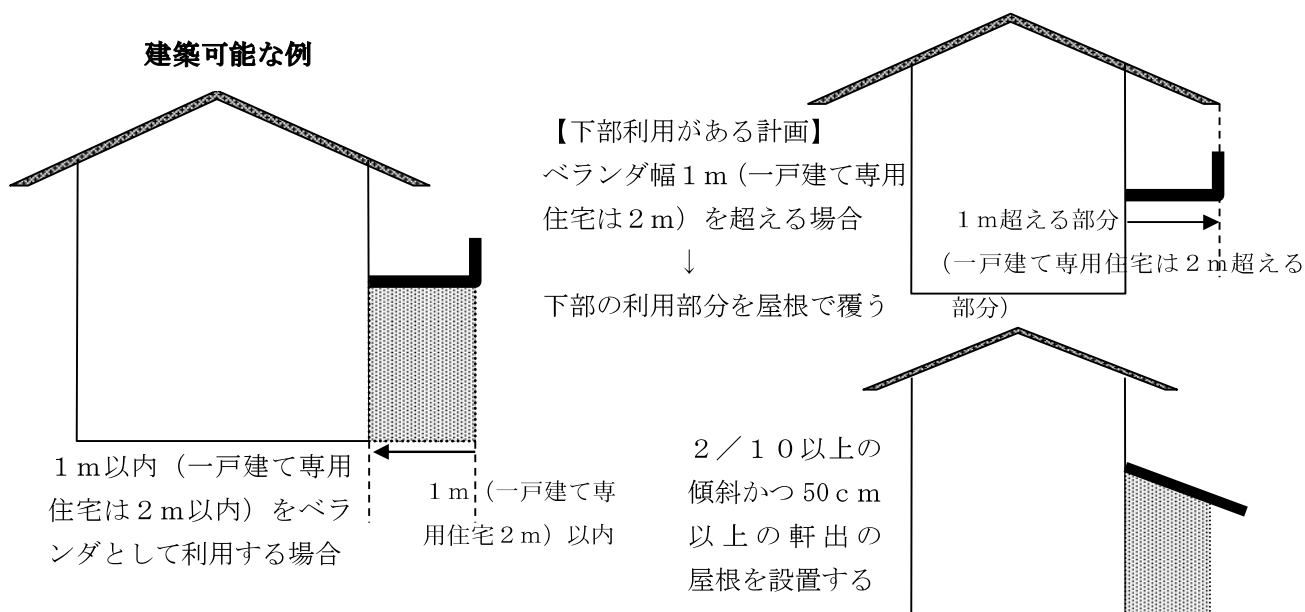 建築可能な例
1m以内（一戸建て専用
住宅は2m以内）をベラ
ンダとして利用する場合
1m（一戸建て専
用住宅2m）以内
【下部利用がある計画】
ベランダ幅1m（一戸建て専用
住宅は2m）を超える場合
↓
下部の利用部分を屋根で覆う
1m超える部分
（一戸建て専用住宅は2m超える
部分）
2／10以上の
傾斜かつ50cm
以上の軒出の
屋根を設置する